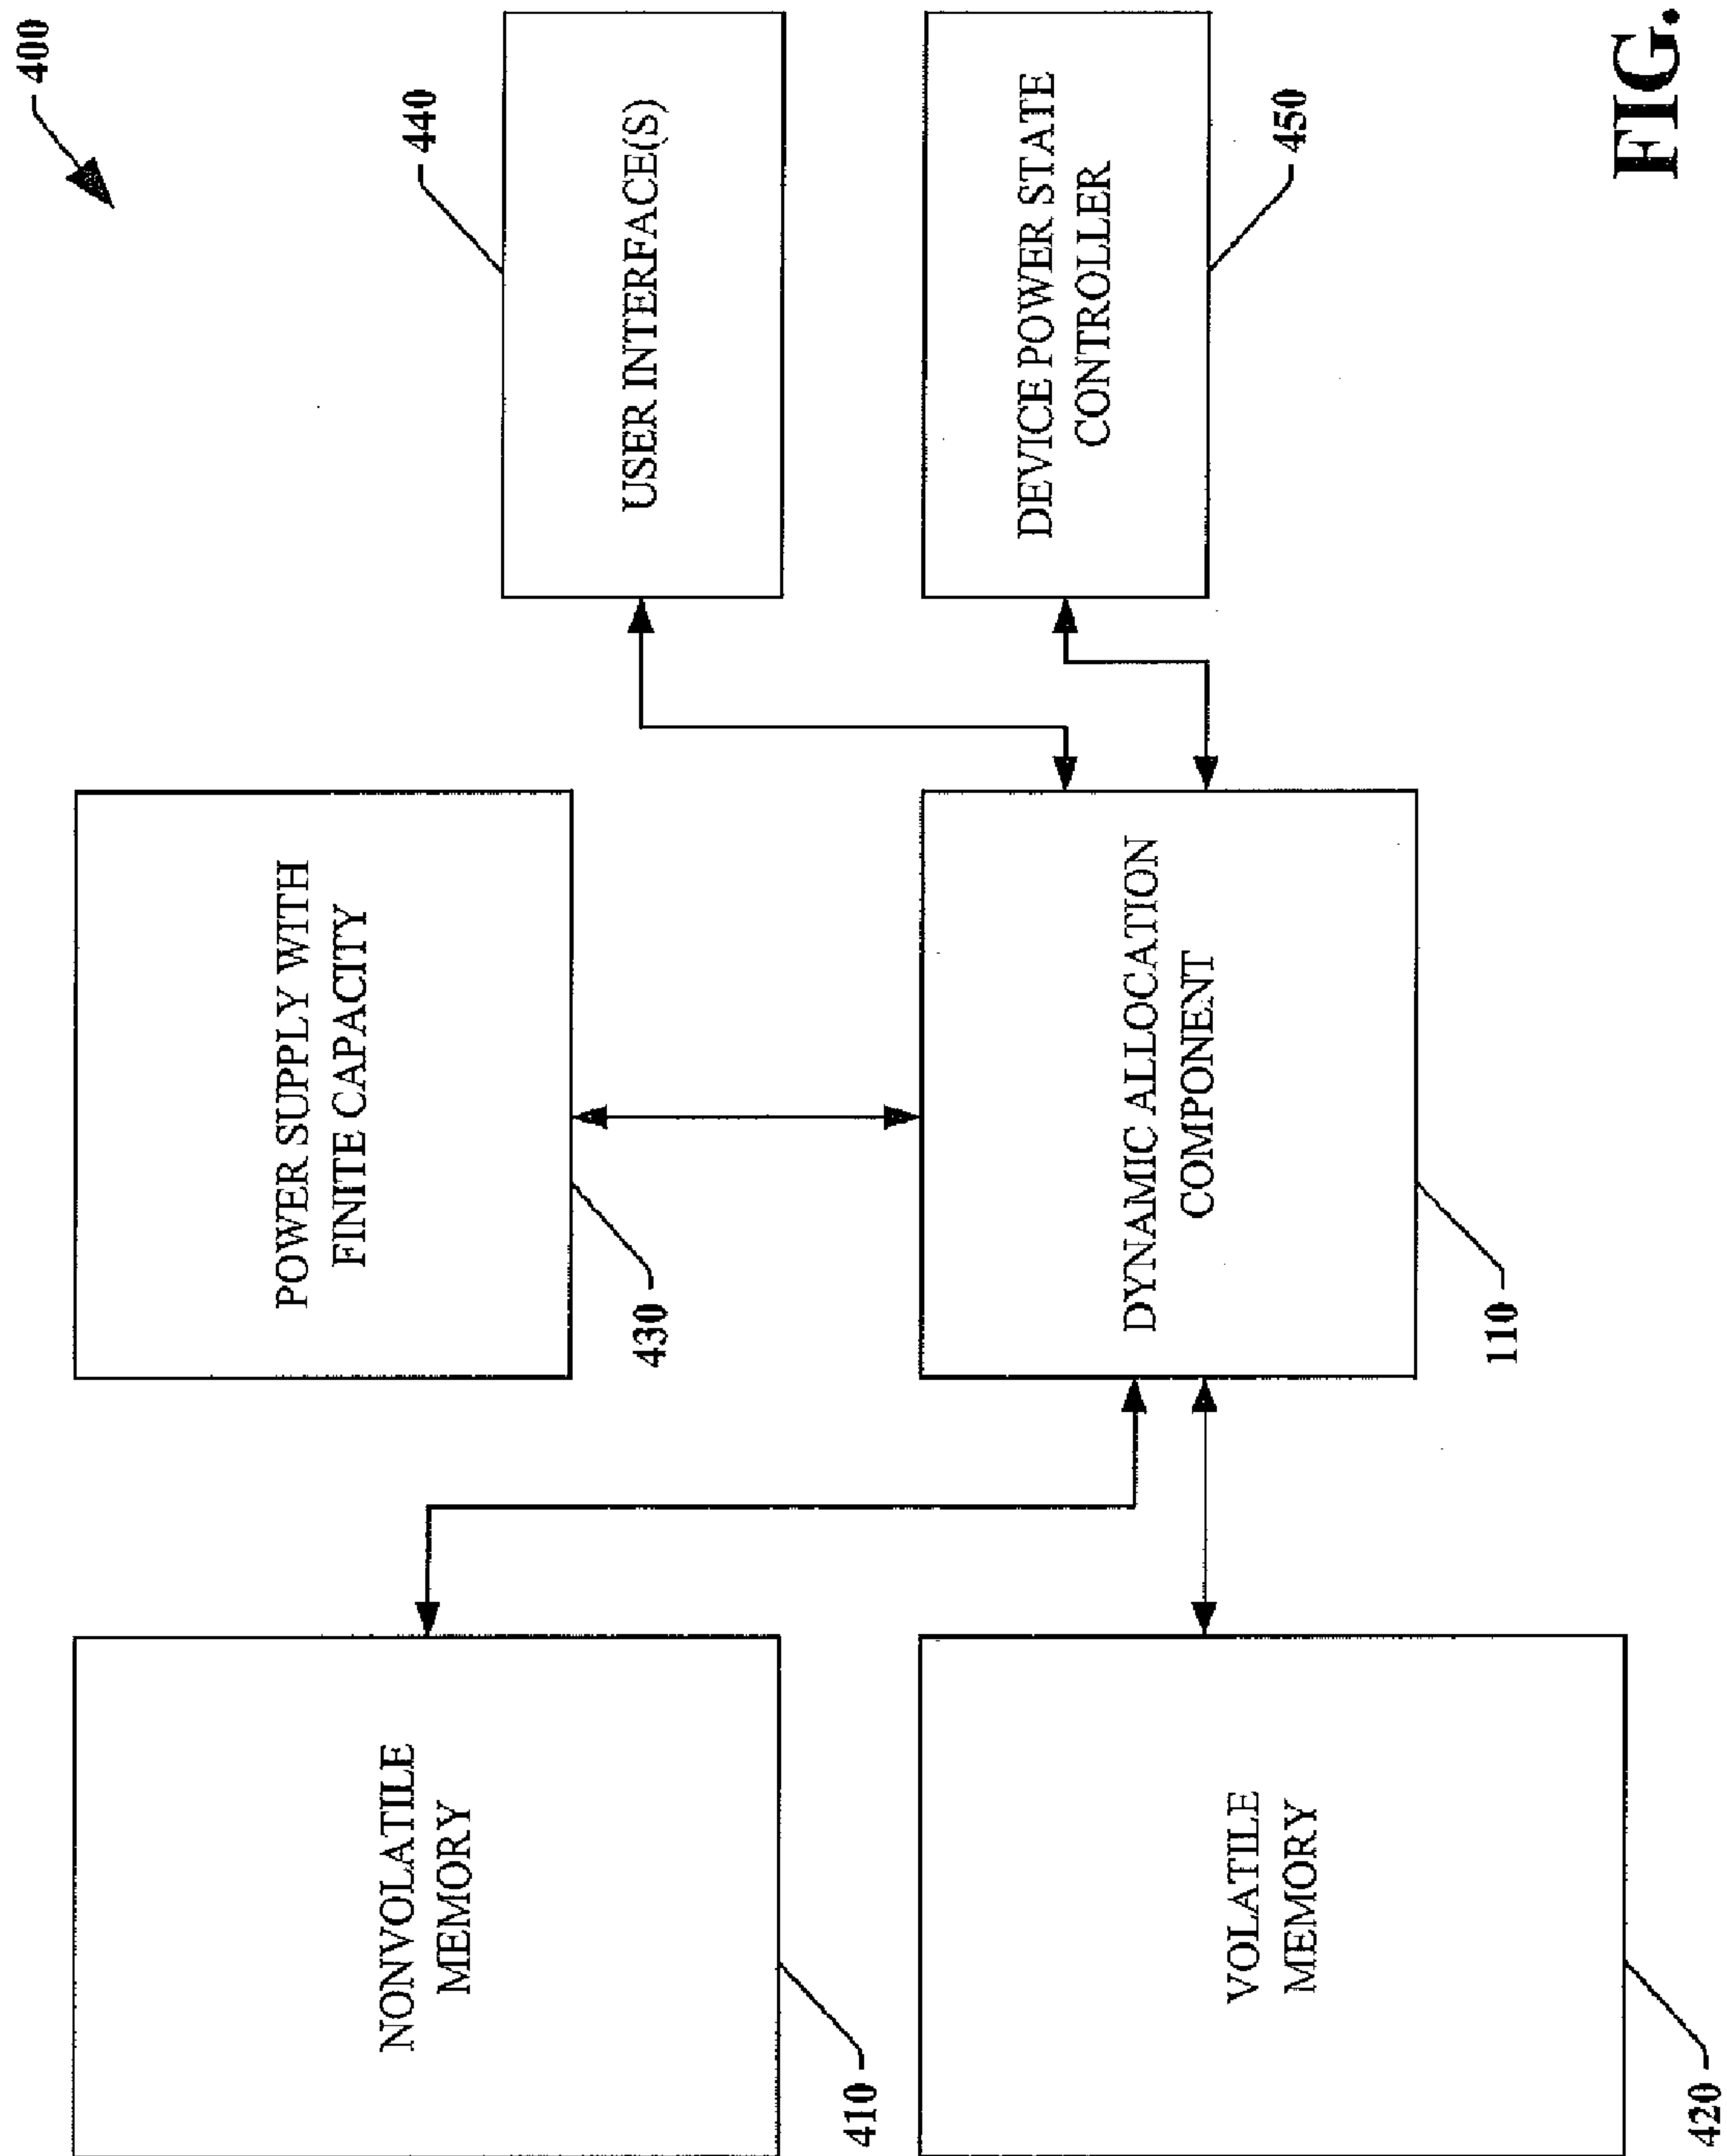 400
NONVOLATILE
MEMORY
410
POWER SUPPLY WITH
FINITE CAPACITY
430
USER INTERFACE(S)
440
VOLATILE
MEMORY
420
DYNAMIC ALLOCATION
COMPONENT
110
DEVICE POWER STATE
CONTROLLER
450
FIG.